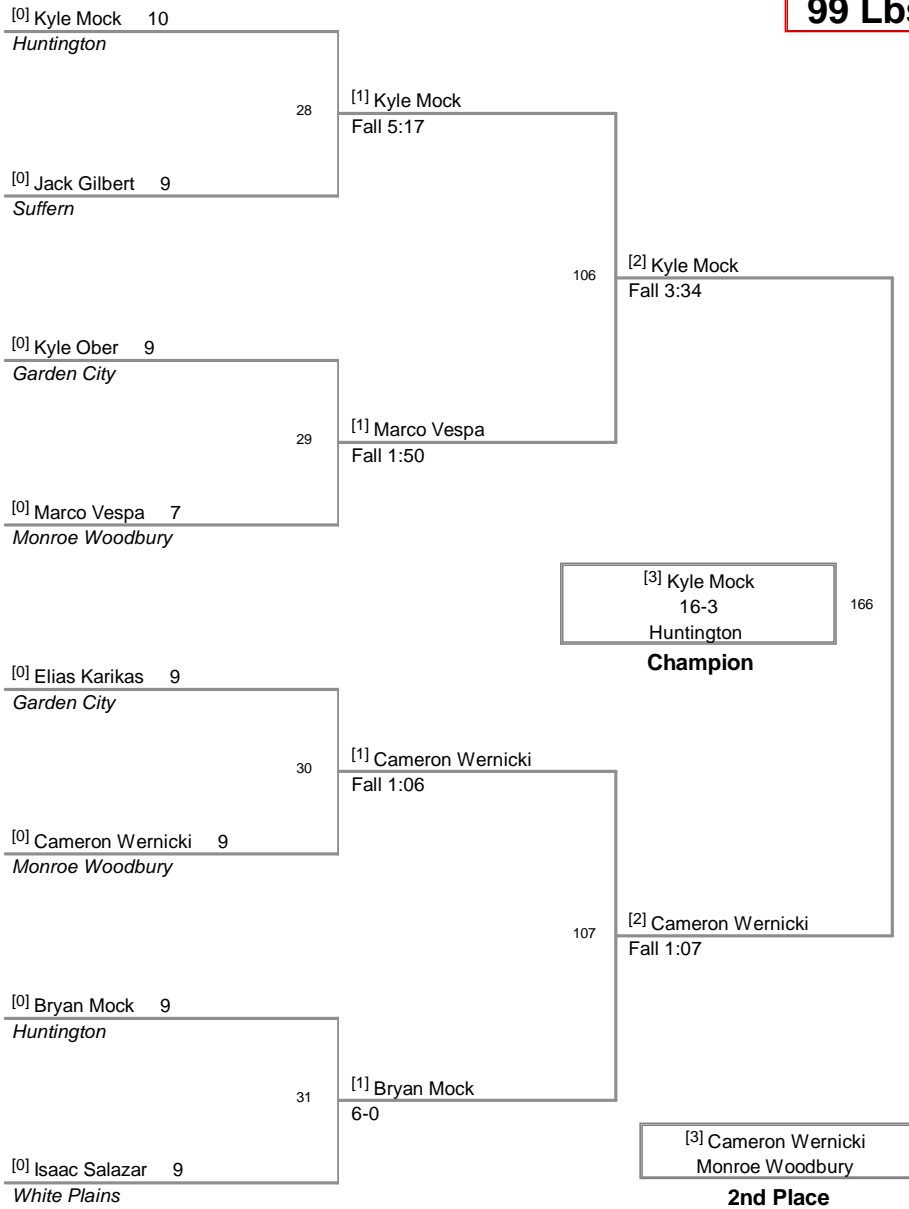 99 Lbs
[0] Kyle Mock 10
Huntington
28
[1] Kyle Mock
Fall 5:17
[0] Jack Gilbert 9
Suffern
106
[2] Kyle Mock
Fall 3:34
[0] Kyle Ober 9
Garden City
29
[1] Marco Vespa
Fall 1:50
[0] Marco Vespa 7
Monroe Woodbury
[3] Kyle Mock
16-3
Huntington
166
Champion
[0] Elias Karikas 9
Garden City
30
[1] Cameron Wernicki
Fall 1:06
[0] Cameron Wernicki 9
Monroe Woodbury
107
[2] Cameron Wernicki
Fall 1:07
[0] Bryan Mock 9
Huntington
31
[1] Bryan Mock
6-0
[0] Isaac Salazar 9
White Plains
[3] Cameron Wernicki
Monroe Woodbury
2nd Place